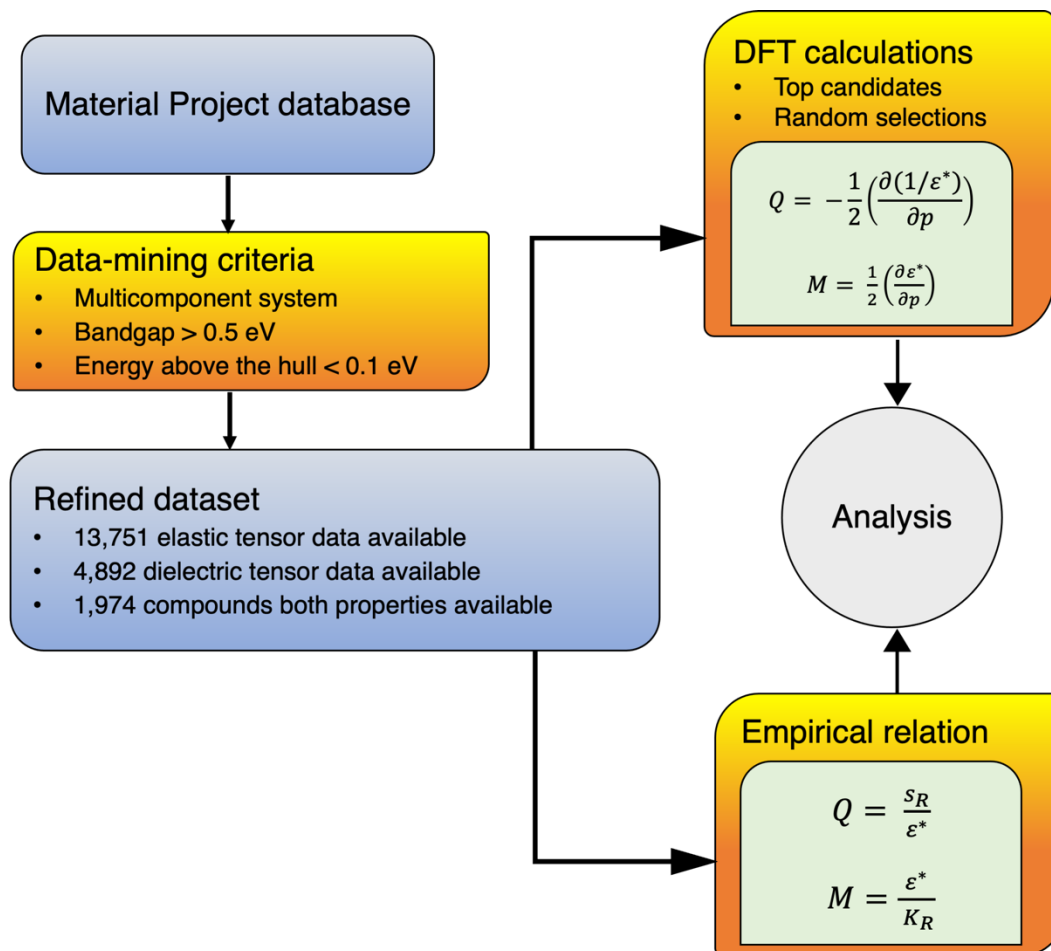 Material Project database
Data-mining criteria
• Multicomponent system
• Bandgap > 0.5 eV
• Energy above the hull < 0.1 eV
Refined dataset
• 13,751 elastic tensor data available
• 4,892 dielectric tensor data available
• 1,974 compounds both properties available
DFT calculations
• Top candidates
• Random selections
Q = −1/2(∂(1/ε*)/∂p)
M = 1/2(∂ε*/∂p)
Analysis
Empirical relation
Q = s_R/ε*
M = ε*/K_R